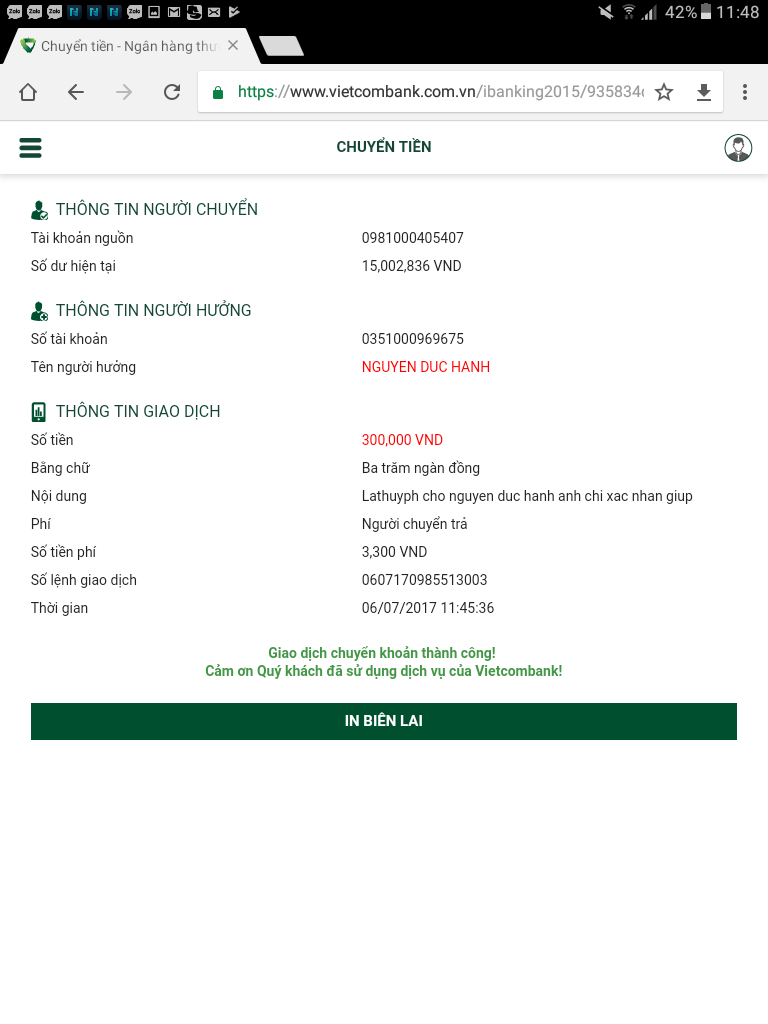 Zalo Zalo Zalo Zalo 42% 11:48
Chuyển tiền - Ngân hàng thư
https://www.vietcombank.com.vn/ibanking2015/935834
CHUYỂN TIỀN
THÔNG TIN NGƯỜI CHUYỂN
Tài khoản nguồn 0981000405407
Số dư hiện tại 15,002,836 VND
THÔNG TIN NGƯỜI HƯỞNG
Số tài khoản 0351000969675
Tên người hưởng NGUYEN DUC HANH
THÔNG TIN GIAO DỊCH
Số tiền 300,000 VND
Bằng chữ Ba trăm ngàn đồng
Nội dung Lathuyph cho nguyen duc hanh anh chi xac nhan giup
Phí Người chuyển trả
Số tiền phí 3,300 VND
Số lệnh giao dịch 0607170985513003
Thời gian 06/07/2017 11:45:36
Giao dịch chuyển khoản thành công!
Cảm ơn Quý khách đã sử dụng dịch vụ của Vietcombank!
IN BIÊN LAI